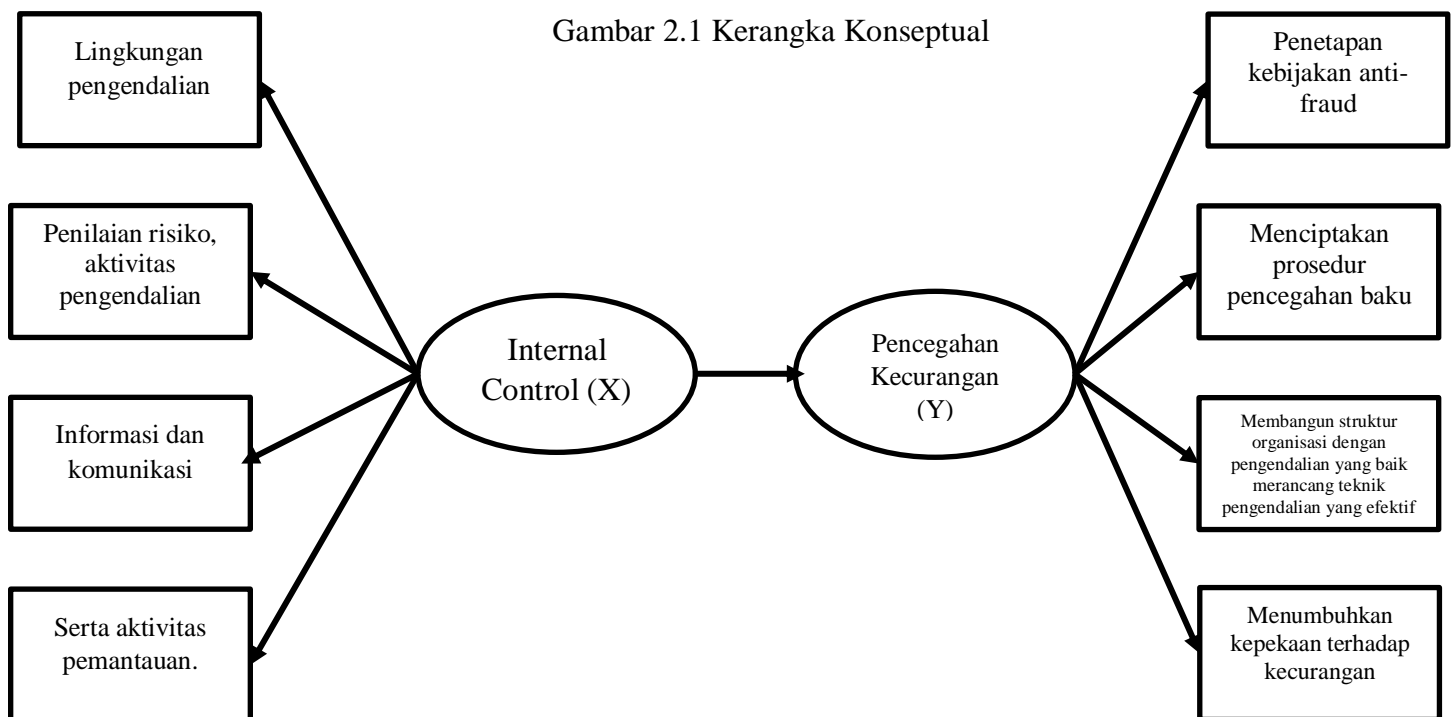 Gambar 2.1 Kerangka Konseptual
Lingkungan
pengendalian
Penilaian risiko,
aktivitas
pengendalian
Informasi dan
komunikasi
Serta aktivitas
pemantauan.
Internal
Control (X)
Pencegahan
Kecurangan
(Y)
Penetapan
kebijakan anti-
fraud
Menciptakan
prosedur
pencegahan baku
Membangun struktur
organisasi dengan
pengendalian yang baik
merancang teknik
pengendalian yang efektif
Menumbuhkan
kepekaan terhadap
kecurangan